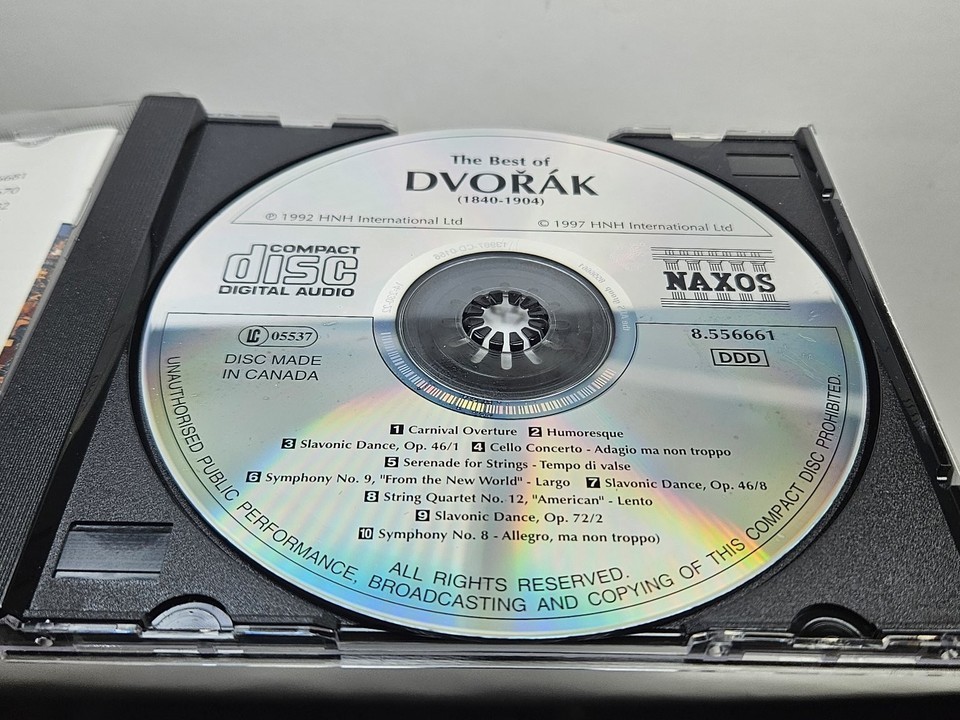 The Best of
DVOŘÁK
(1840-1904)
℗ 1992 HNH International Ltd © 1997 HNH International Ltd
COMPACT
disc
DIGITAL AUDIO
NAXOS
LC 05537
8.556661
DISC MADE
IN CANADA
DDD
1 Carnival Overture 2 Humoresque
3 Slavonic Dance, Op. 46/1 4 Cello Concerto - Adagio ma non troppo
5 Serenade for Strings - Tempo di valse
6 Symphony No. 9, "From the New World" - Largo 7 Slavonic Dance, Op. 46/8
8 String Quartet No. 12, "American" - Lento
9 Slavonic Dance, Op. 72/2
10 Symphony No. 8 - Allegro, ma non troppo)
ALL RIGHTS RESERVED.
UNAUTHORISED PUBLIC PERFORMANCE, BROADCASTING AND COPYING OF THIS COMPACT DISC PROHIBITED.